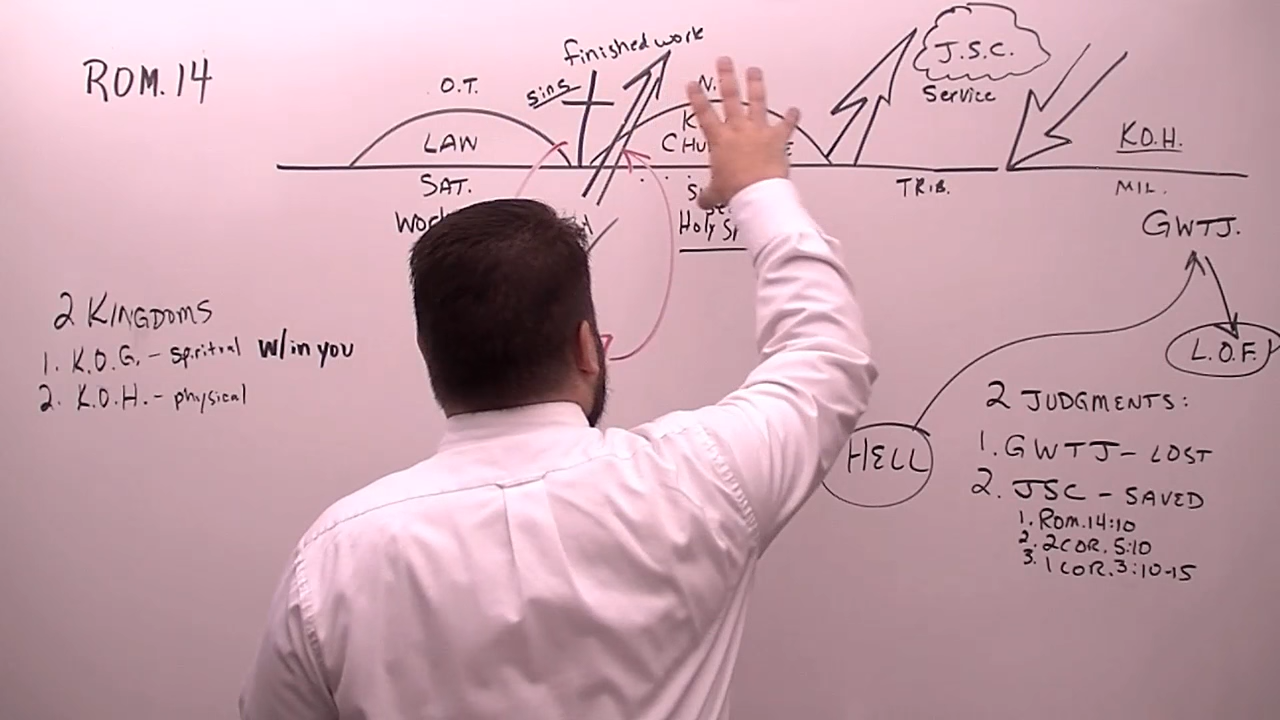 ROM.14
O.T.
LAW
SAT.
sins
finished work
J.S.C.
Service
TRIB.
K.O.H.
MIL.
GWTJ.
L.O.F.
HELL
2 KINGDOMS
1. K.O.G. - spiritual w/in you
2. K.O.H. - physical
2 JUDGMENTS:
1. GWTJ - LOST
2. JSC - SAVED
1. ROM.14:10
2. 2 COR. 5:10
3. 1 COR. 3:10-15
Holy